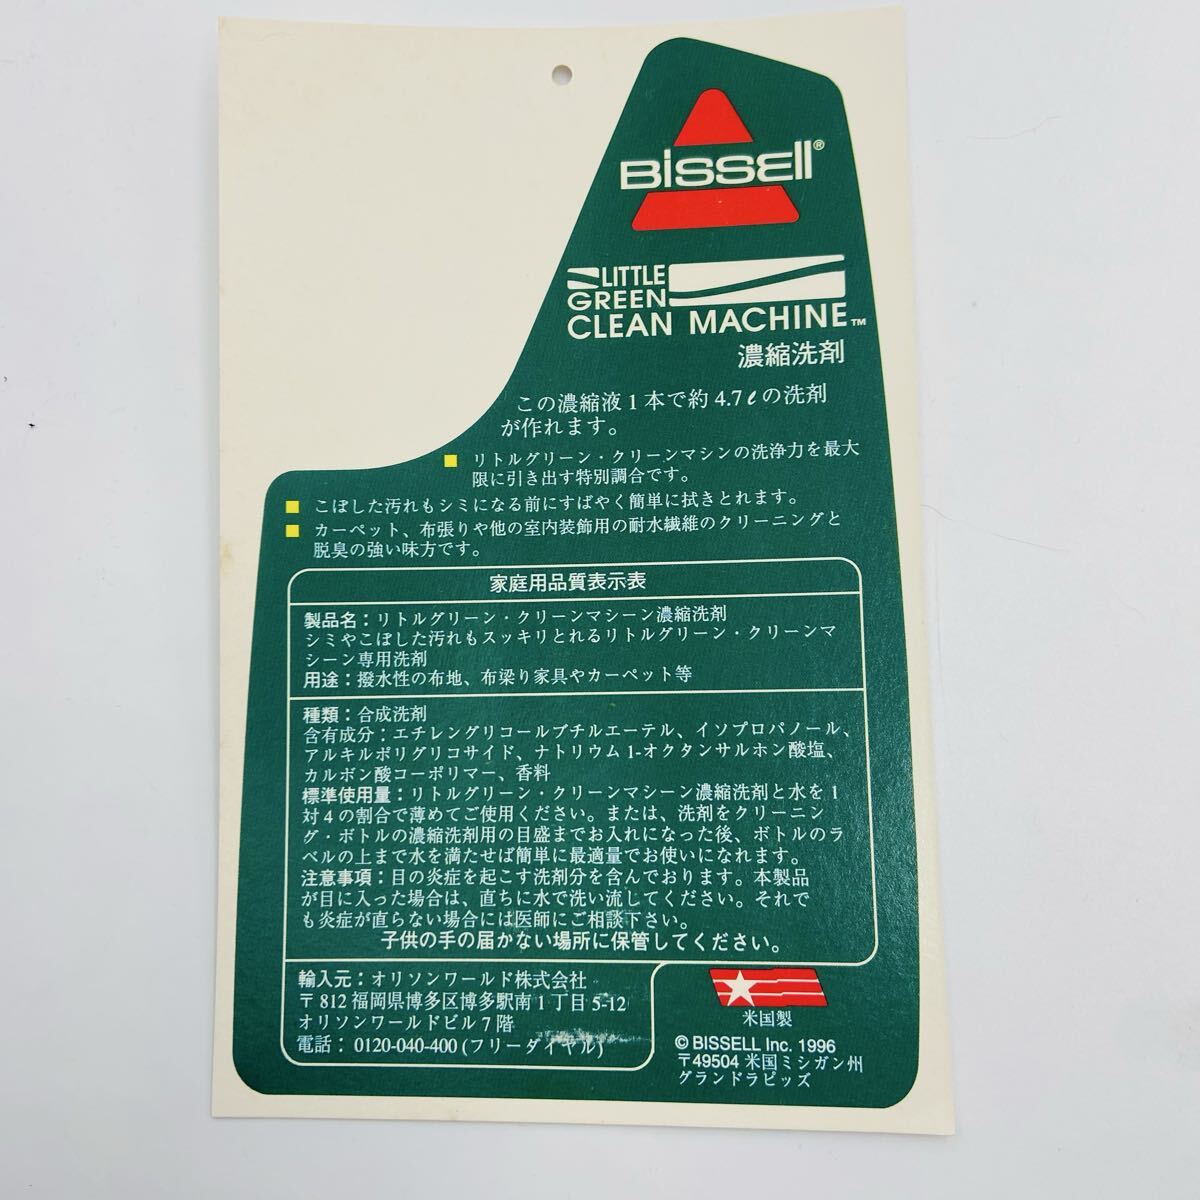 BISSELL®
LITTLE
GREEN
CLEAN MACHINE™
濃縮洗剤
この濃縮液1本で約4.7ℓの洗剤
が作れます。
■ リトルグリーン・クリーンマシンの洗浄力を最大
限に引き出す特別調合です。
■ こぼした汚れもシミになる前にすばやく簡単に拭きとれます。
■ カーペット、布張りや他の室内装飾用の耐水繊維のクリーニングと
脱臭の強い味方です。
家庭用品質表示表
製品名：リトルグリーン・クリーンマシーン濃縮洗剤
シミやこぼした汚れもスッキリとれるリトルグリーン・クリーンマ
シーン専用洗剤
用途：撥水性の布地、布梁り家具やカーペット等
種類：合成洗剤
含有成分：エチレングリコールブチルエーテル、イソプロパノール、
アルキルポリグリコサイド、ナトリウム1-オクタンサルホン酸塩、
カルボン酸コーポリマー、香料
標準使用量：リトルグリーン・クリーンマシーン濃縮洗剤と水を1
対4の割合で薄めてご使用ください。または、洗剤をクリーニン
グ・ボトルの濃縮洗剤用の目盛までお入れになった後、ボトルのラ
ベルの上まで水を満たせば簡単に最適量でお使いになれます。
注意事項：目の炎症を起こす洗剤分を含んでおります。本製品
が目に入った場合は、直ちに水で洗い流してください。それで
も炎症が直らない場合には医師にご相談下さい。
子供の手の届かない場所に保管してください。
輸入元：オリソンワールド株式会社
〒812 福岡県博多区博多駅南1丁目5-12
オリソンワールドビル7階
電話：0120-040-400 (フリーダイヤル)
米国製
© BISSELL Inc. 1996
〒49504 米国ミシガン州
グランドラピッズ